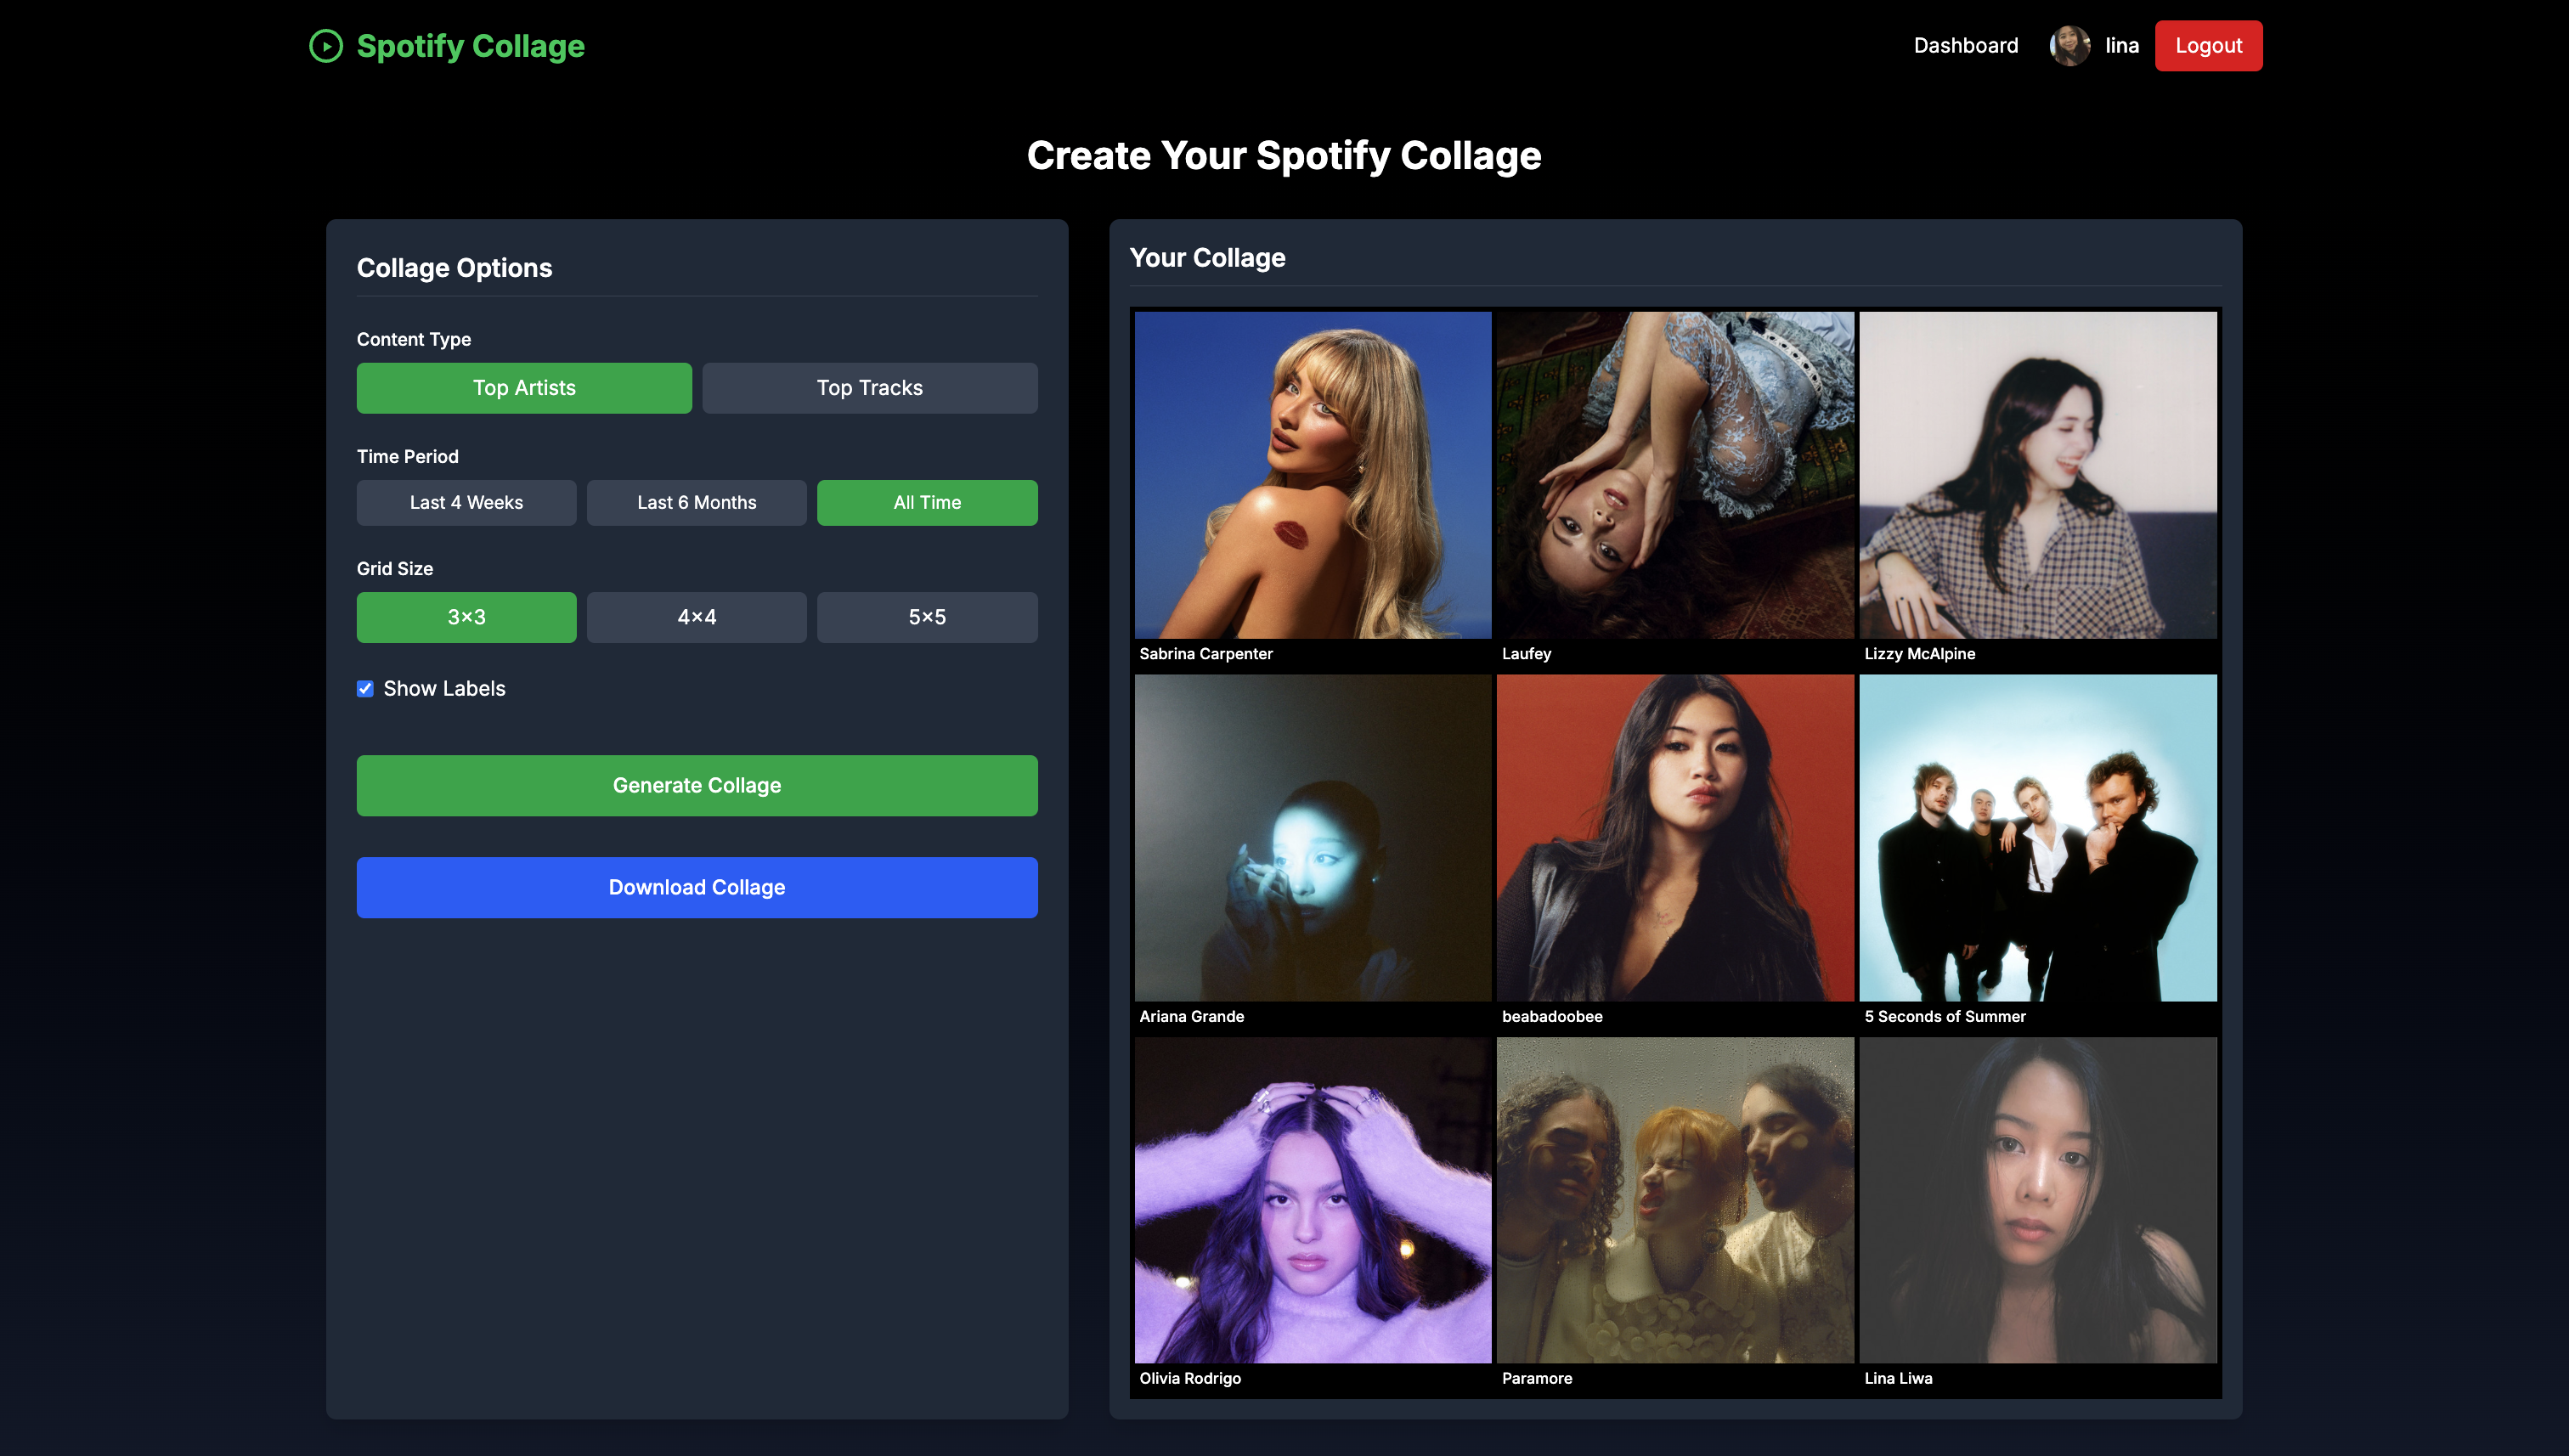 Spotify Collage
Dashboard lina Logout
Create Your Spotify Collage
Collage Options
Content Type
Top Artists Top Tracks
Time Period
Last 4 Weeks Last 6 Months All Time
Grid Size
3×3 4×4 5×5
Show Labels
Generate Collage
Download Collage
Your Collage
Sabrina Carpenter Laufey Lizzy McAlpine
Ariana Grande beabadoobee 5 Seconds of Summer
Olivia Rodrigo Paramore Lina Liwa